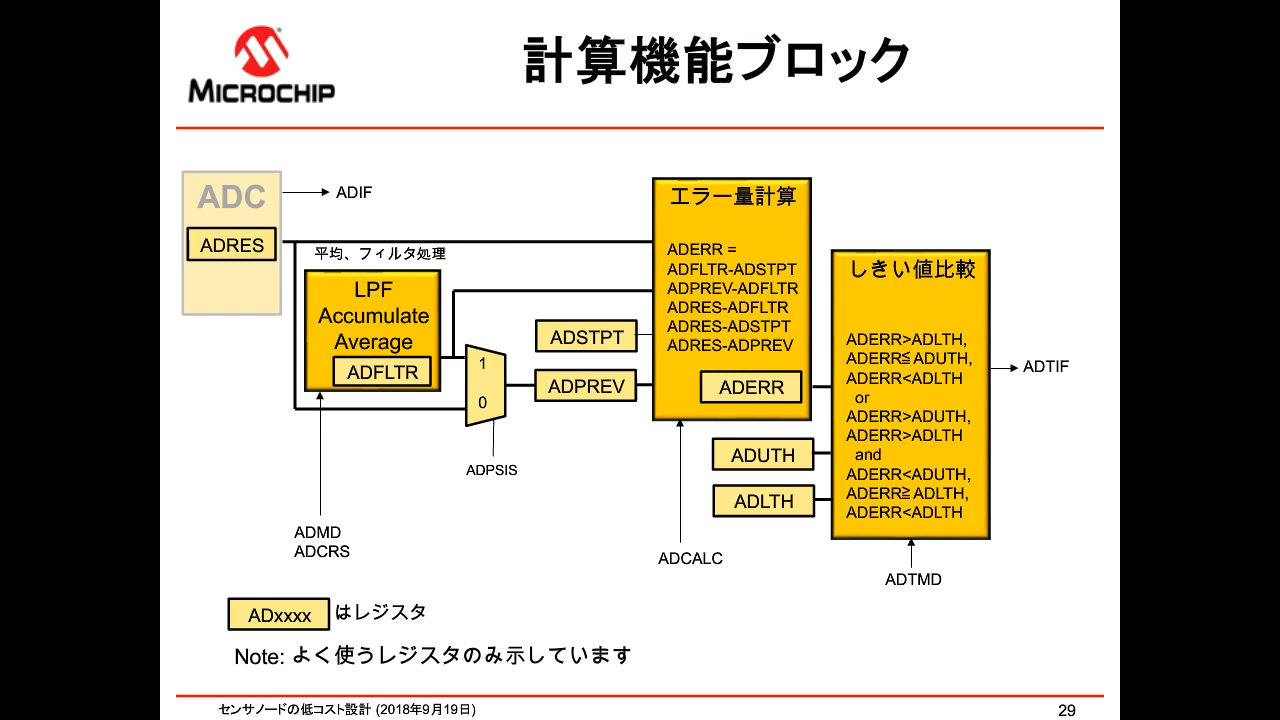 MICROCHIP
計算機能ブロック
ADC
ADIF
ADRES
平均、フィルタ処理
LPF
Accumulate
Average
ADFLTR
1
0
ADPSIS
ADMD
ADCRS
ADSTPT
ADPREV
エラー量計算
ADERR =
ADFLTR-ADSTPT
ADPREV-ADFLTR
ADRES-ADFLTR
ADRES-ADSTPT
ADRES-ADPREV
ADERR
ADUTH
ADLTH
ADCALC
しきい値比較
ADERR>ADLTH,
ADERR≦ADUTH,
ADERR<ADLTH
or
ADERR>ADUTH,
ADERR>ADLTH
and
ADERR<ADUTH,
ADERR≧ADLTH,
ADERR<ADLTH
ADTIF
ADTMD
ADxxxx はレジスタ
Note: よく使うレジスタのみ示しています
センサノードの低コスト設計 (2018年9月19日)
29